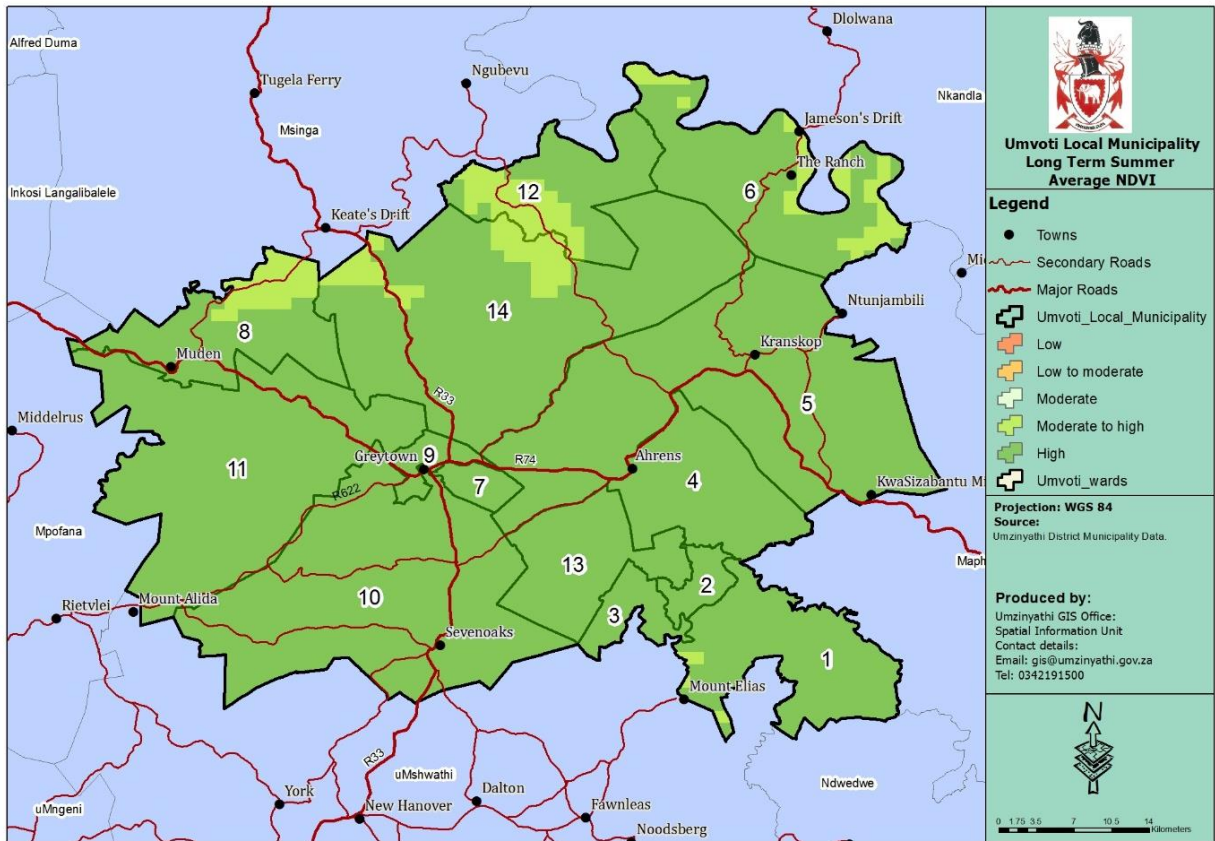 Alfred Duma
Dlolwana
Tugela Ferry
Ngubevu
Nkandla
Msinga
Jameson's Drift
The Ranch
Inkosi Langalibalele
12
6
Keate's Drift
Ntunjambili
14
8
Muden
Kranskop
R33
5
Middelrus
Greytown
9
R74
Ahrens
11
7
4
R622
KwaSizabantu Mi
Mpofana
Maph
13
2
10
3
Rietvlei
Mount Alida
Sevenoaks
1
Mount Elias
R33
uMshwathi
Ndwedwe
York
Dalton
uMngeni
New Hanover
Fawnleas
Noodsberg
Umvoti Local Municipality
Long Term Summer
Average NDVI
Legend
Towns
Secondary Roads
Major Roads
Umvoti_Local_Municipality
Low
Low to moderate
Moderate
Moderate to high
High
Umvoti_wards
Projection: WGS 84
Source:
Umzinyathi District Municipality Data.
Produced by:
Umzinyathi GIS Office:
Spatial Information Unit
Contact details:
Email: gis@umzinyathi.gov.za
Tel: 0342191500
N
0 1.75 3.5 7 10.5 14
Kilometers